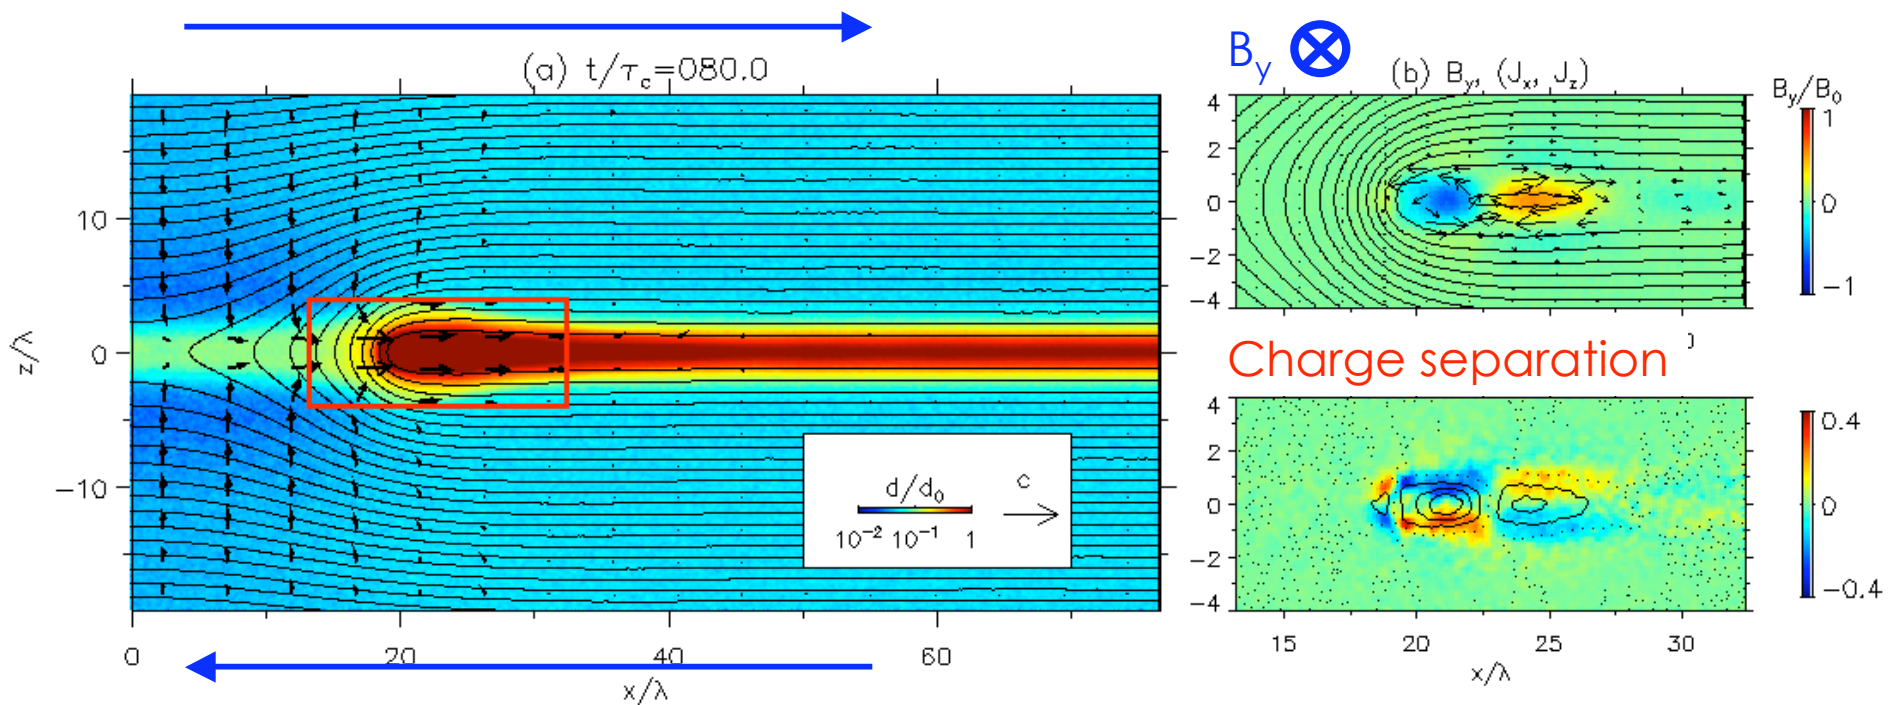 (a) t/τc=080.0
z/λ
10
0
−10
d/d0
10−2 10−1 1
c
0 20 40 60
x/λ
By
(b) By, (Jx, Jz)
By/B0
4
2
0
−2
−4
1
0
−1
Charge separation
4
2
0
−2
−4
0.4
0
−0.4
15 20 25 30
x/λ